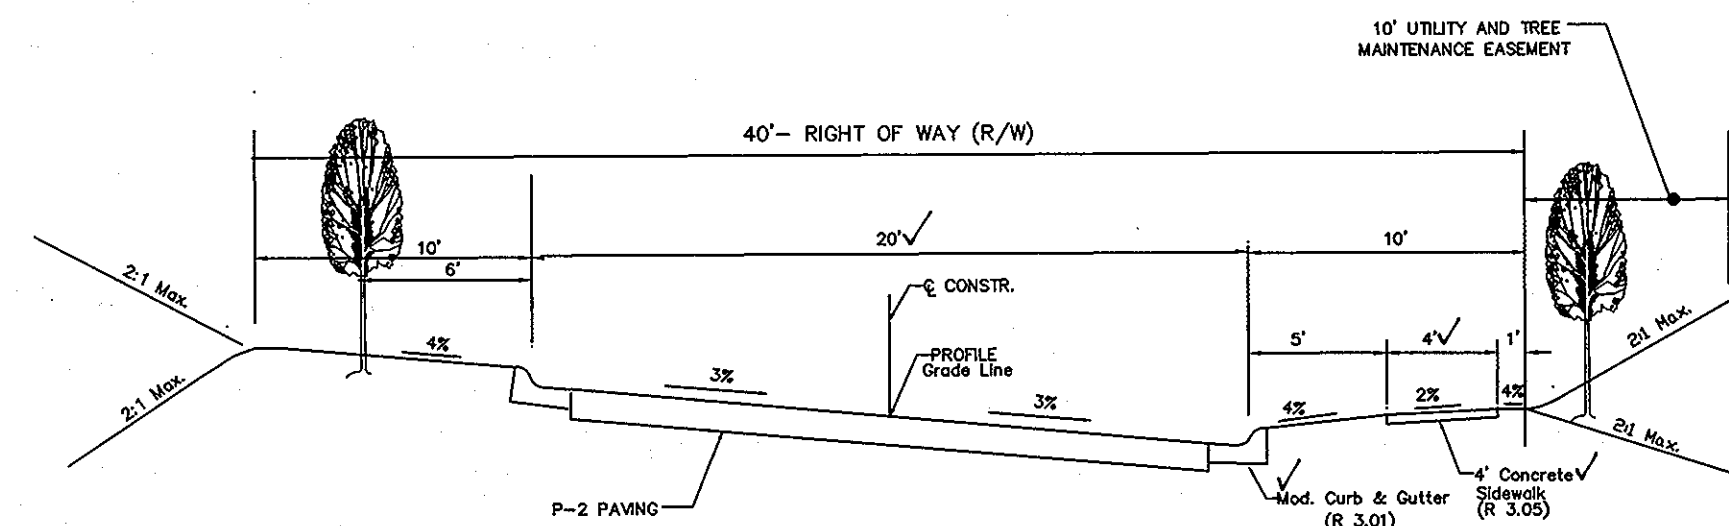 10' UTILITY AND TREE
MAINTENANCE EASEMENT
40'- RIGHT OF WAY (R/W)
10'
20'
10'
6'
2:1 Max.
℄ CONSTR.
5'
4'
1'
2:1 Max.
4%
PROFILE
Grade Line
3%
3%
2:1 Max.
4%
2%
4%
2:1 Max.
P-2 PAVING
Mod. Curb & Gutter
(R 3.01)
4' Concrete
Sidewalk
(R 3.05)